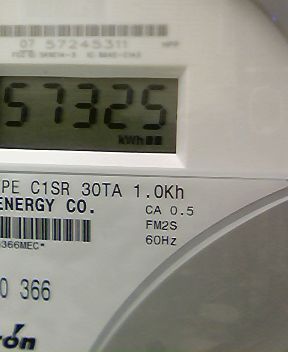 07 57245311
57325
kWh
PE C1SR 30TA 1.0Kh
ENERGY CO.
CA 0.5
FM2S
60Hz
366MEC*
0 366
rón